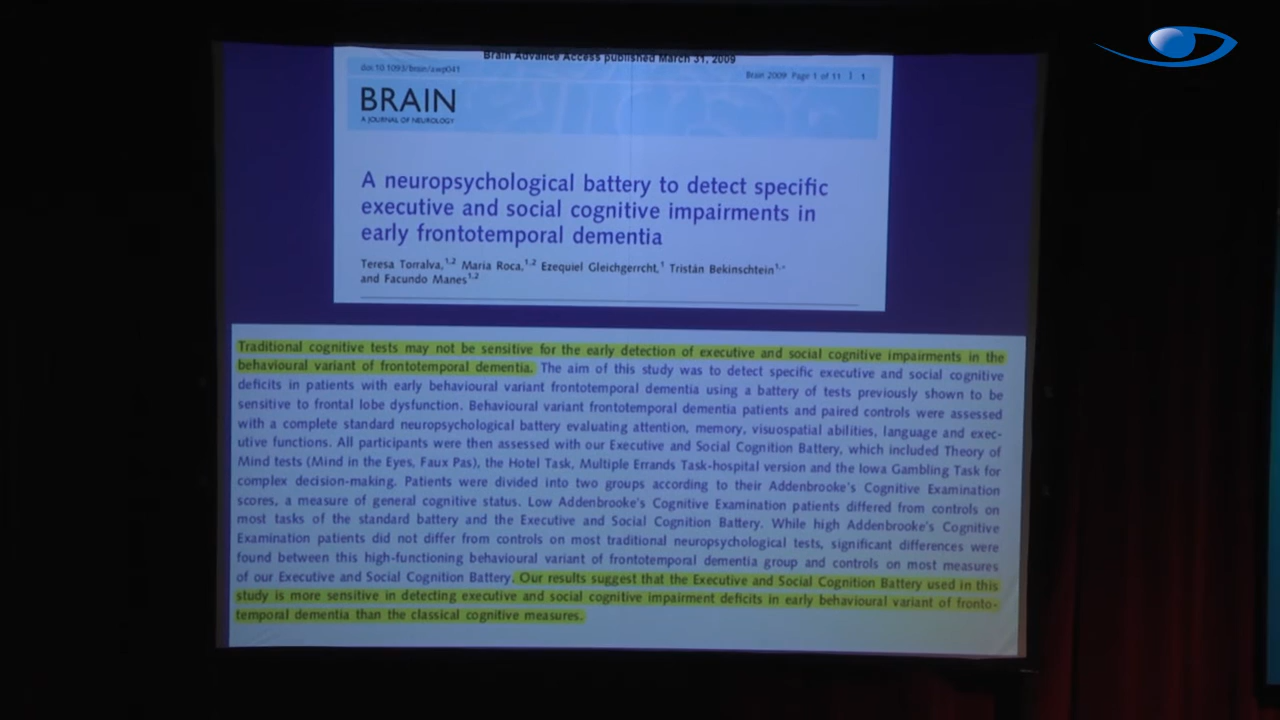 Brain Advance Access published March 31, 2009
doi:10.1093/brain/awp041
Brain 2009: Page 1 of 11 | 1
BRAIN
A JOURNAL OF NEUROLOGY
A neuropsychological battery to detect specific
executive and social cognitive impairments in
early frontotemporal dementia
Teresa Torralva,1,2 Maria Roca,1,2 Ezequiel Gleichgerrcht,1 Tristán Bekinschtein1,*
and Facundo Manes1,2
Traditional cognitive tests may not be sensitive for the early detection of executive and social cognitive impairments in the
behavioural variant of frontotemporal dementia. The aim of this study was to detect specific executive and social cognitive
deficits in patients with early behavioural variant frontotemporal dementia using a battery of tests previously shown to be
sensitive to frontal lobe dysfunction. Behavioural variant frontotemporal dementia patients and paired controls were assessed
with a complete standard neuropsychological battery evaluating attention, memory, visuospatial abilities, language and exec-
utive functions. All participants were then assessed with our Executive and Social Cognition Battery, which included Theory of
Mind tests (Mind in the Eyes, Faux Pas), the Hotel Task, Multiple Errands Task-hospital version and the Iowa Gambling Task for
complex decision-making. Patients were divided into two groups according to their Addenbrooke's Cognitive Examination
scores, a measure of general cognitive status. Low Addenbrooke's Cognitive Examination patients differed from controls on
most tasks of the standard battery and the Executive and Social Cognition Battery. While high Addenbrooke's Cognitive
Examination patients did not differ from controls on most traditional neuropsychological tests, significant differences were
found between this high-functioning behavioural variant of frontotemporal dementia group and controls on most measures
of our Executive and Social Cognition Battery. Our results suggest that the Executive and Social Cognition Battery used in this
study is more sensitive in detecting executive and social cognitive impairment deficits in early behavioural variant of fronto-
temporal dementia than the classical cognitive measures.